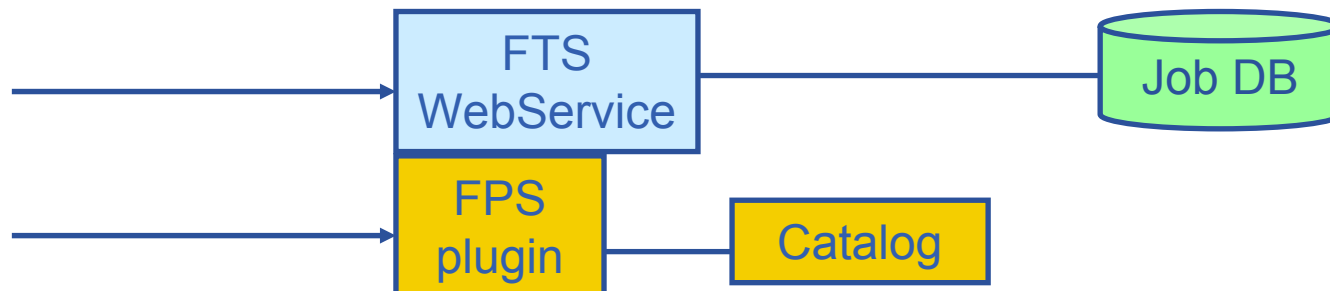 FTS
WebService
Job DB
FPS
plugin
Catalog